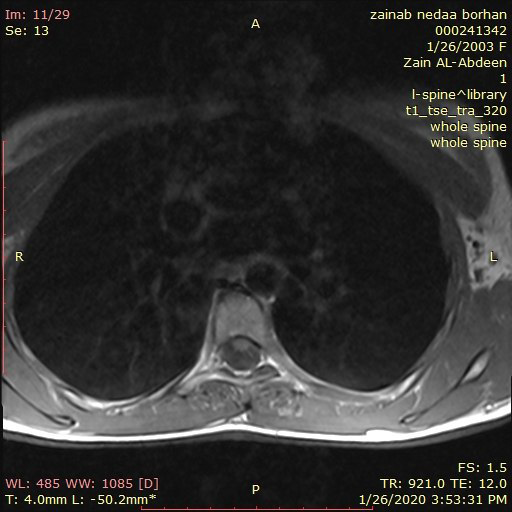 Im: 11/29
Se: 13
zainab nedaa borhan
000241342
1/26/2003 F
Zain AL-Abdeen
1
l-spine^library
t1_tse_tra_320
whole spine
whole spine
A
R
L
P
WL: 485 WW: 1085 [D]
T: 4.0mm L: -50.2mm*
FS: 1.5
TR: 921.0 TE: 12.0
1/26/2020 3:53:31 PM